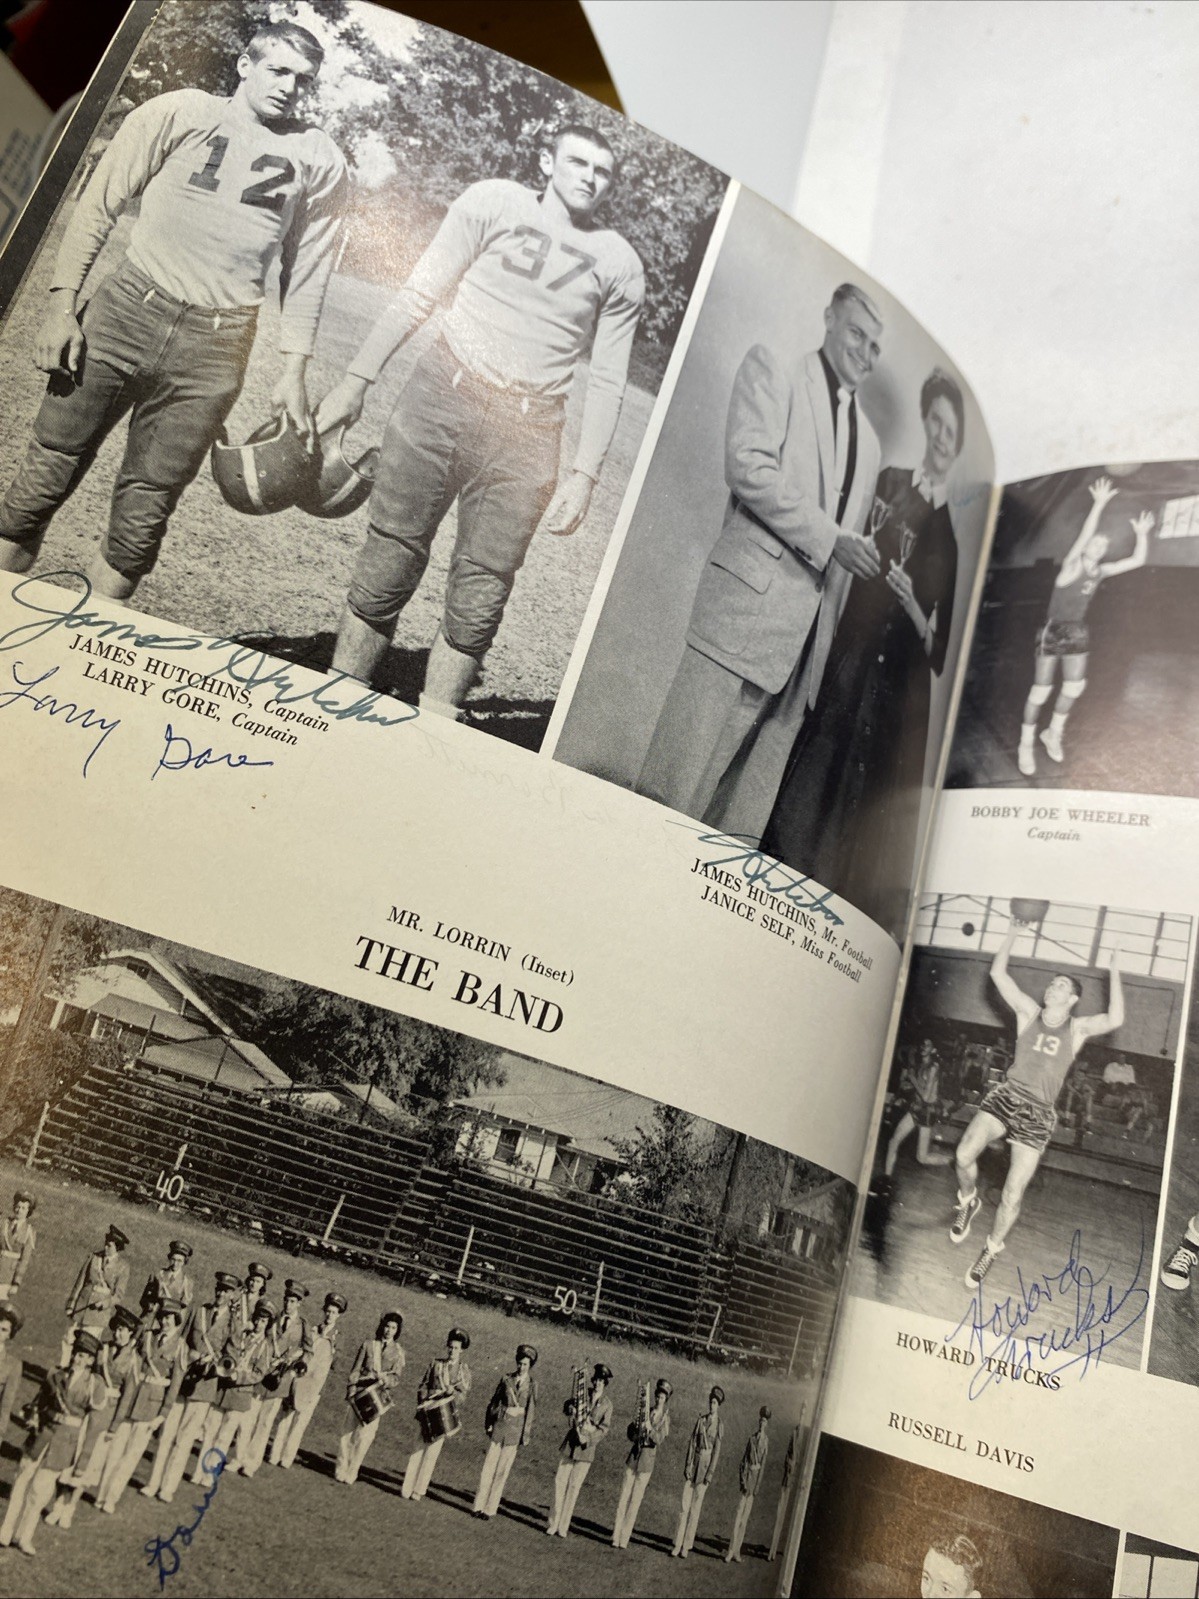 12
37
James Hutchins
JAMES HUTCHINS, Captain
LARRY GORE, Captain
Larry Gore
J Hutchins
JAMES HUTCHINS, Mr. Football
JANICE SELF, Miss Football
MR. LORRIN (Inset)
THE BAND
40
50
BOBBY JOE WHEELER
Captain
13
Howard
Trucks
HOWARD TRUCKS
RUSSELL DAVIS